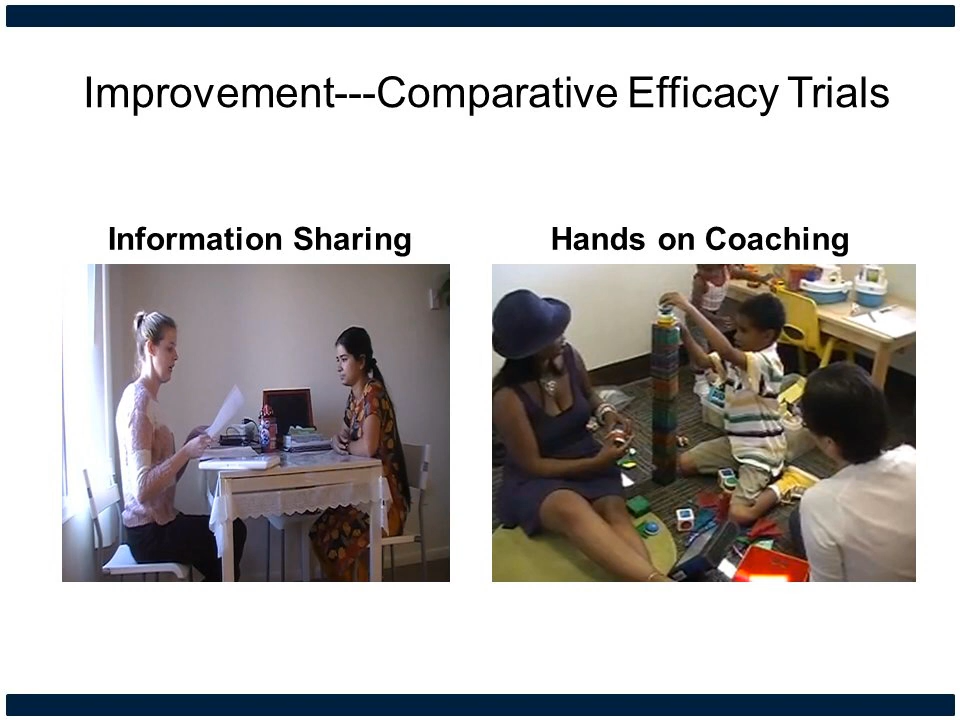 Improvement---Comparative Efficacy Trials
Information Sharing
Hands on Coaching